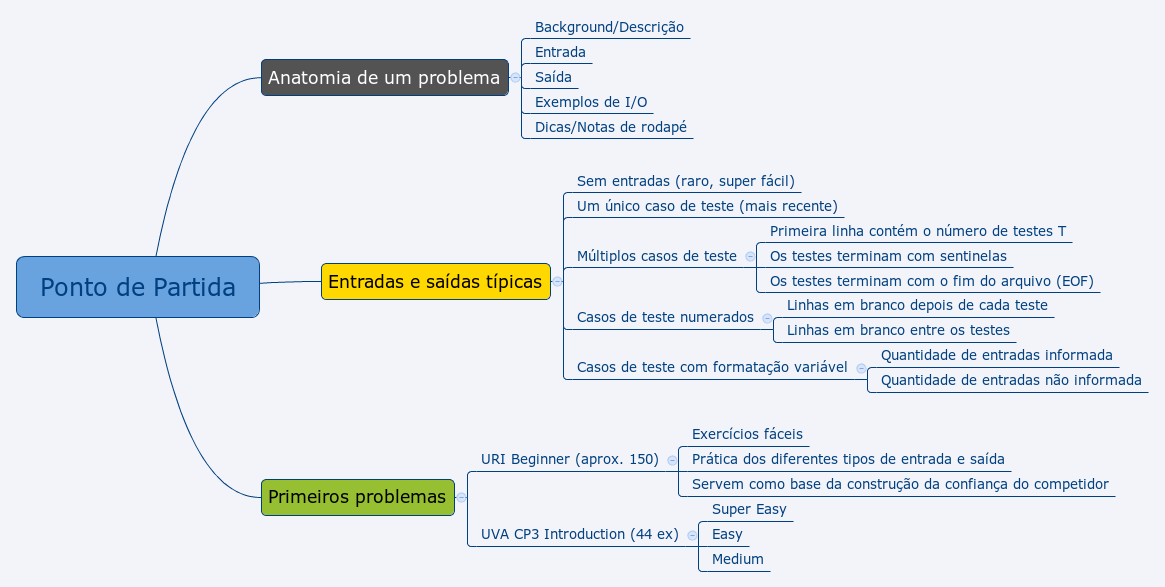 Ponto de Partida
Anatomia de um problema
Background/Descrição
Entrada
Saída
Exemplos de I/O
Dicas/Notas de rodapé
Entradas e saídas típicas
Sem entradas (raro, super fácil)
Um único caso de teste (mais recente)
Múltiplos casos de teste
Primeira linha contém o número de testes T
Os testes terminam com sentinelas
Os testes terminam com o fim do arquivo (EOF)
Casos de teste numerados
Linhas em branco depois de cada teste
Linhas em branco entre os testes
Casos de teste com formatação variável
Quantidade de entradas informada
Quantidade de entradas não informada
Primeiros problemas
URI Beginner (aprox. 150)
Exercícios fáceis
Prática dos diferentes tipos de entrada e saída
Servem como base da construção da confiança do competidor
UVA CP3 Introduction (44 ex)
Super Easy
Easy
Medium